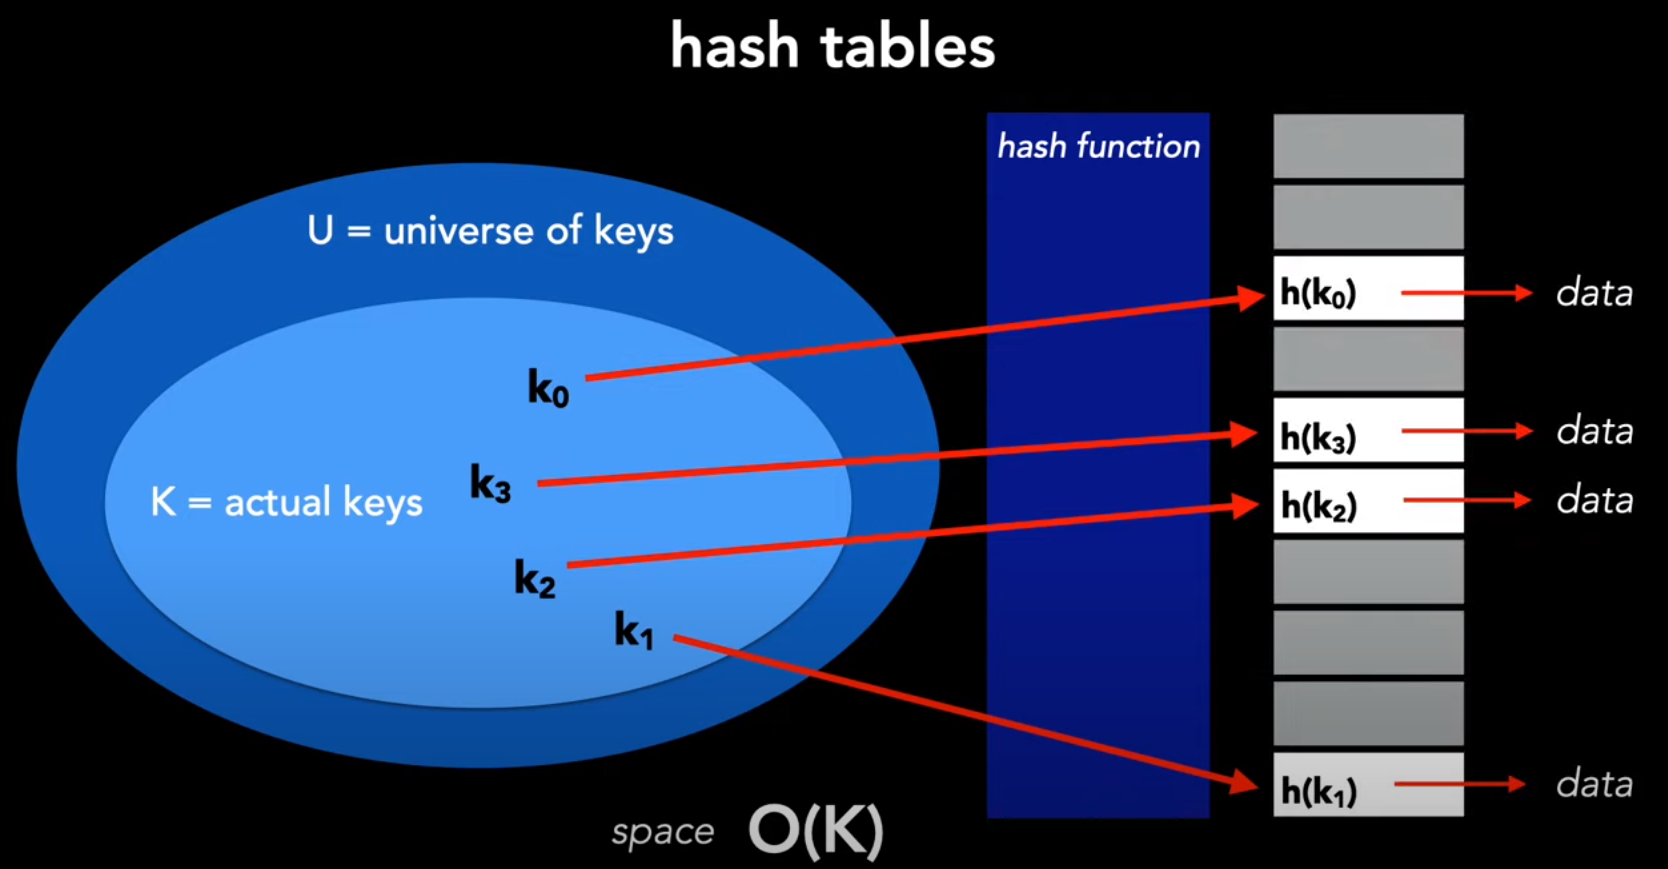 hash tables
hash function
U = universe of keys
h(k₀)
data
k₀
h(k₃)
data
k₃
K = actual keys
h(k₂)
data
k₂
k₁
h(k₁)
data
space O(K)